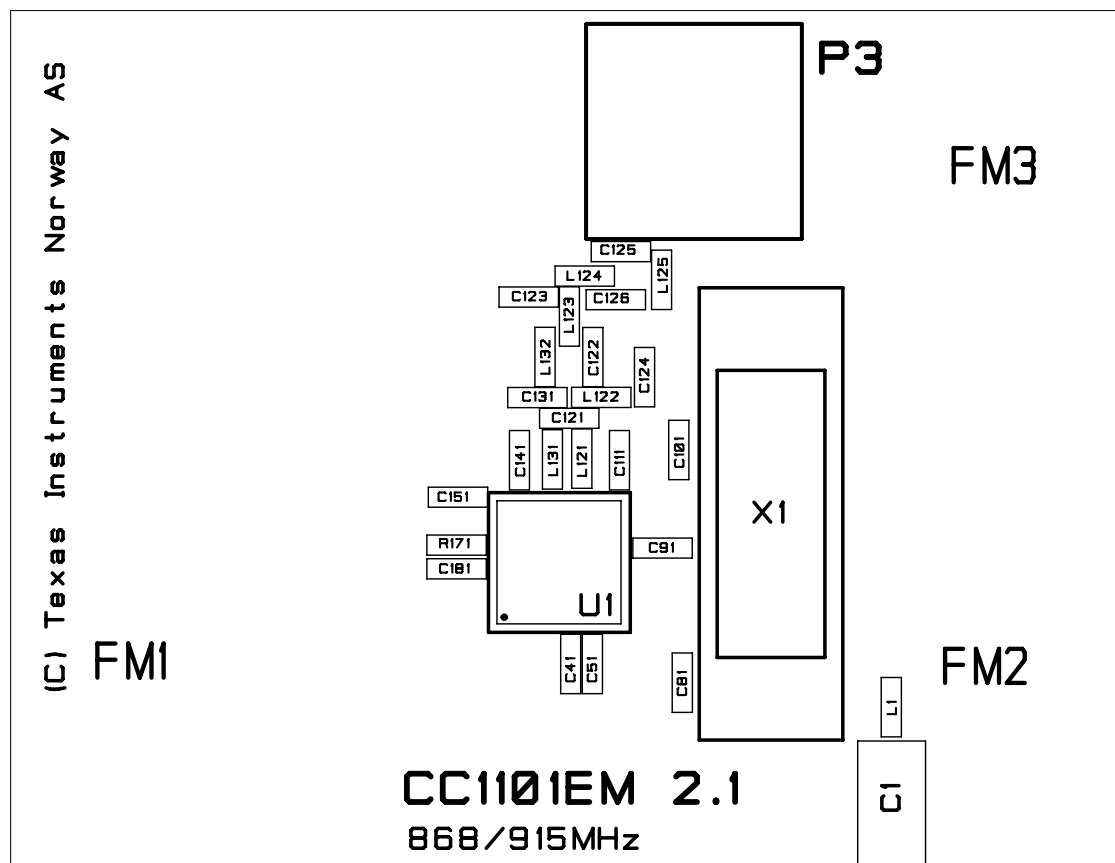 (C) Texas Instruments Norway AS
P3
FM3
C125
L125
L124
C123
L123
C126
L132
C122
C124
C131
L122
C121
C141
L131
L121
C111
C101
C151
X1
R171
C91
C181
U1
FM1
C41
C51
C81
FM2
L1
C1
CC1101EM 2.1
868/915MHz